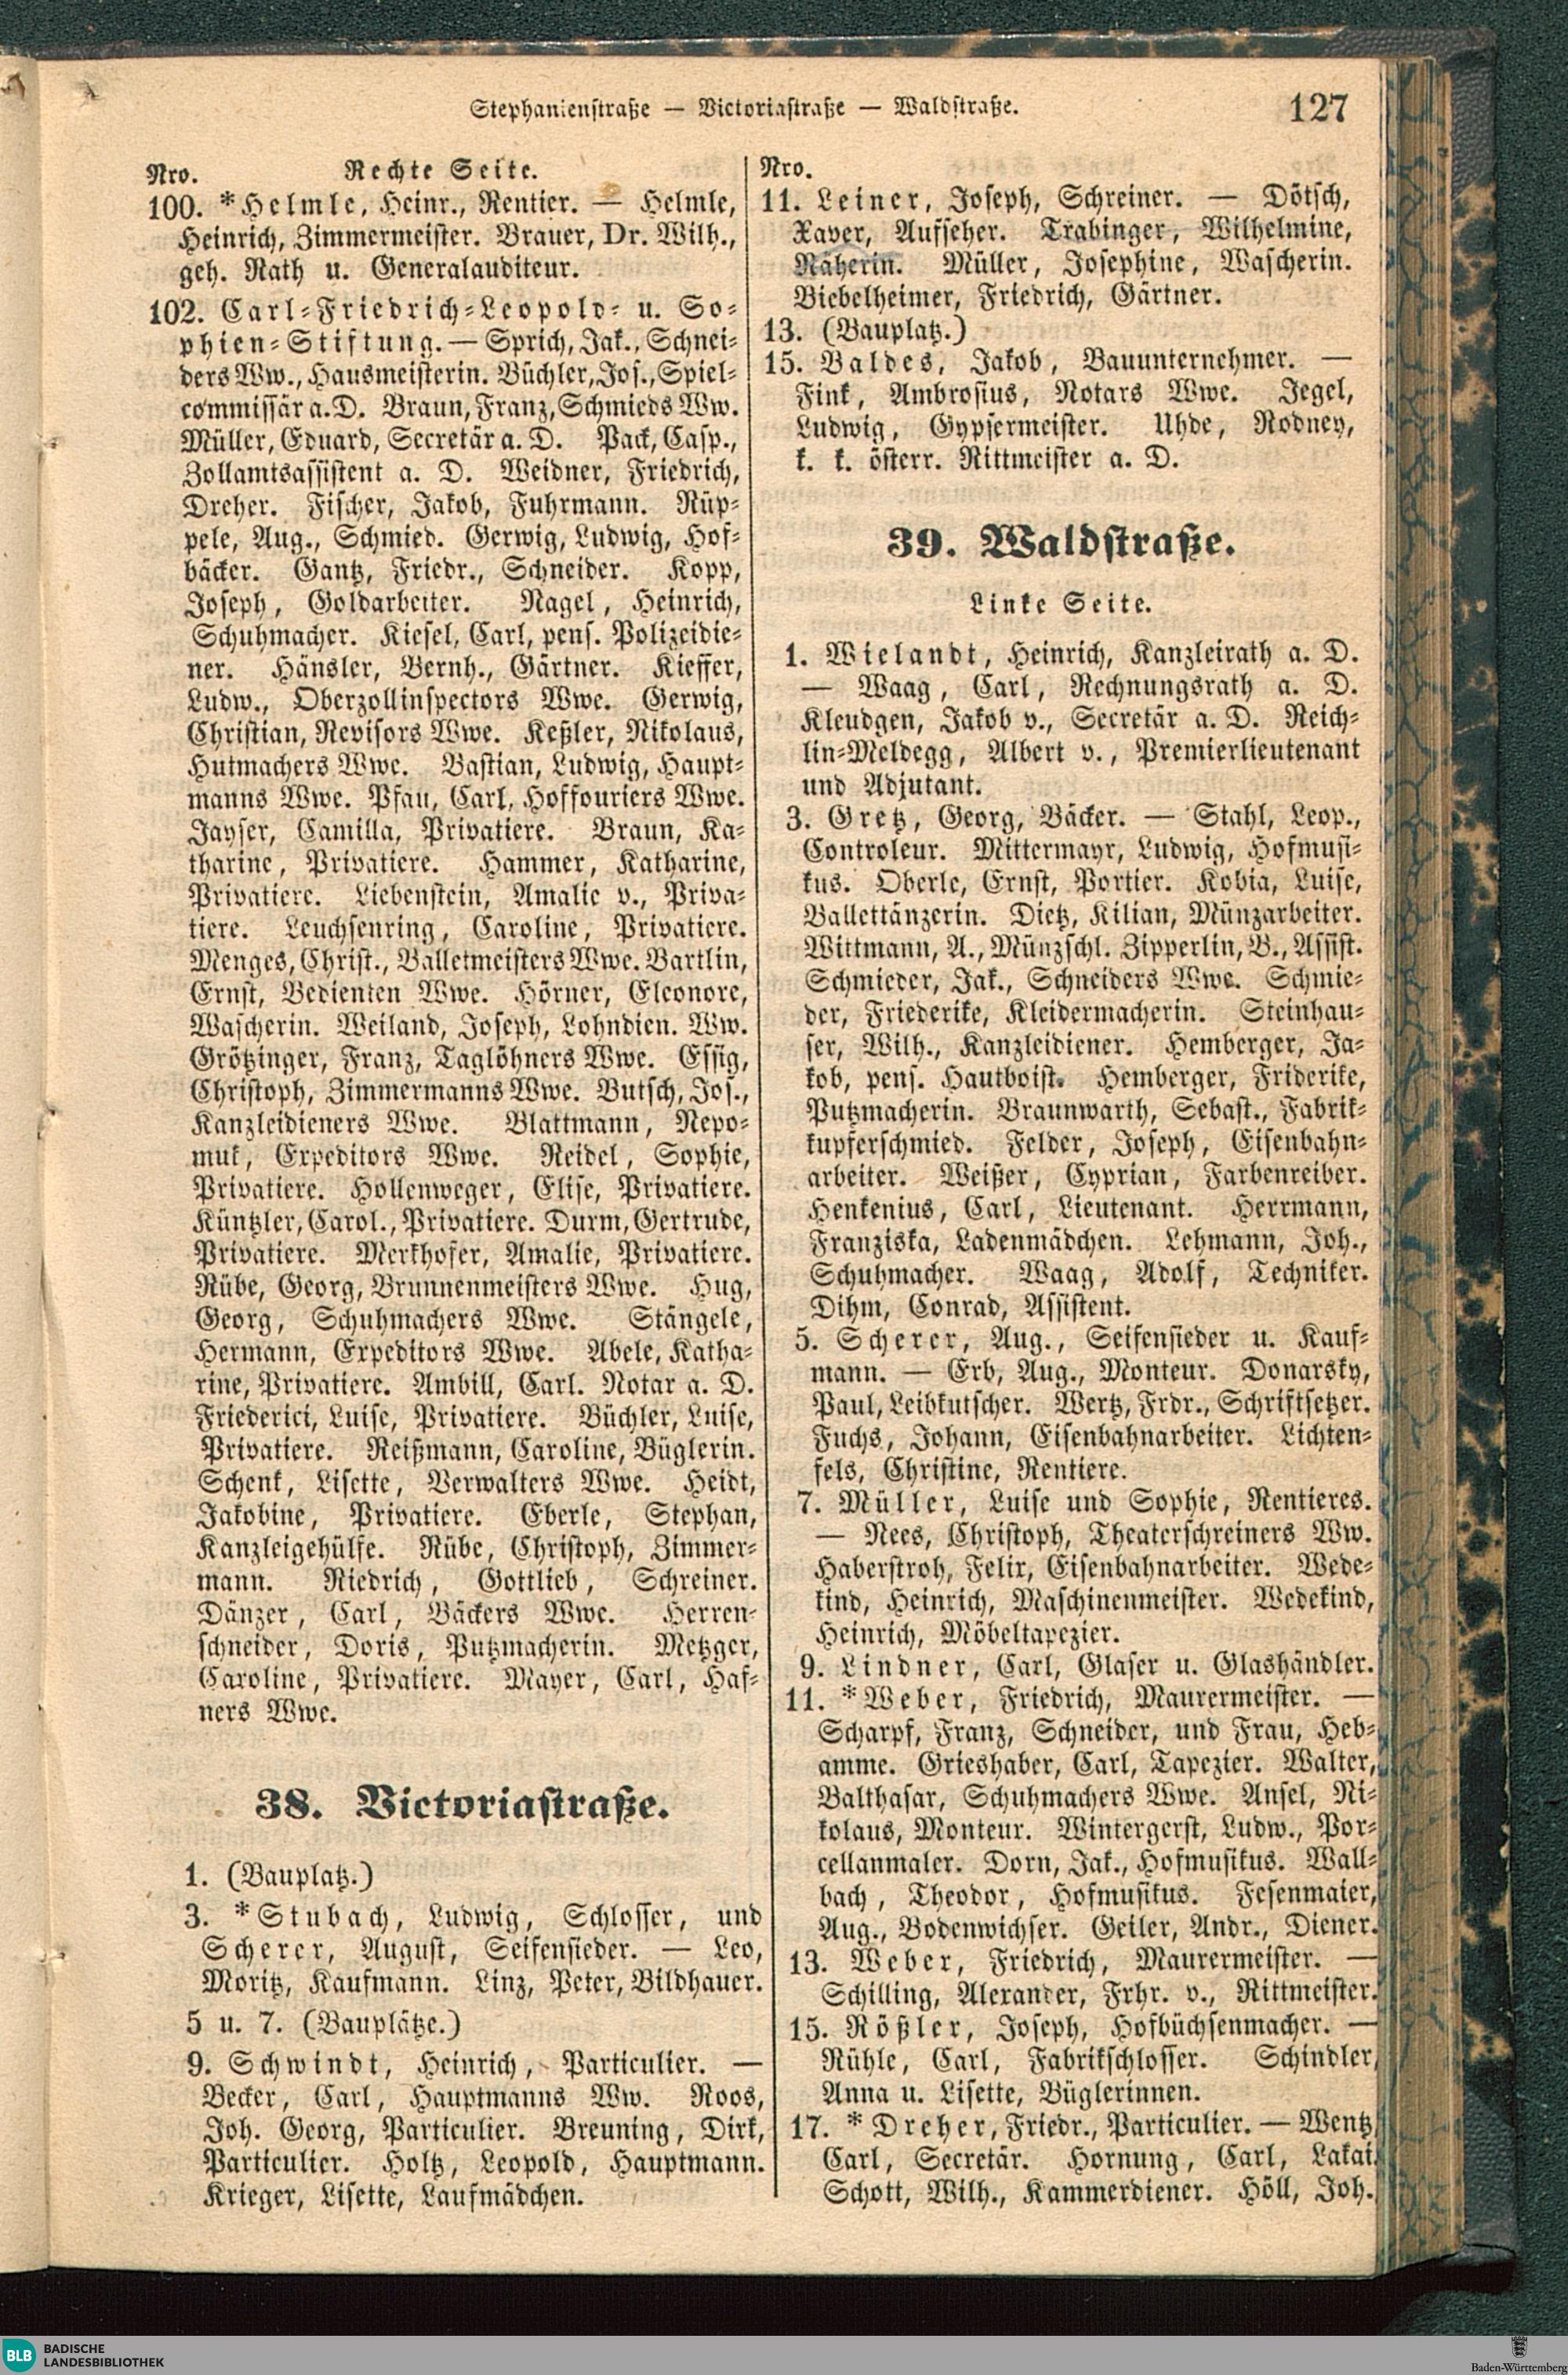 Stephanienstraße — Victoriastraße — Waldstraße.
127
Nro.
Rechte Seite.
100. *Helmle, Heinr., Rentier. — Helmle,
Heinrich, Zimmermeister. Brauer, Dr. Wilh.,
geh. Rath u. Generalauditeur.
102. Carl-Friedrich-Leopold- u. So-
phien-Stiftung. — Sprich, Jak., Schnei-
ders Ww., Hausmeisterin. Büchler, Jos., Spiel-
commissär a. D. Braun, Franz, Schmieds Ww.
Müller, Eduard, Secretär a. D. Pack, Casp.,
Zollamtsassistent a. D. Weidner, Friedrich,
Dreher. Fischer, Jakob, Fuhrmann. Rüp-
pele, Aug., Schmied. Gerwig, Ludwig, Hof-
bäcker. Gantz, Friedr., Schneider. Kopp,
Joseph, Goldarbeiter. Nagel, Heinrich,
Schuhmacher. Kiesel, Carl, pens. Polizeidie-
ner. Hänsler, Bernh., Gärtner. Kieffer,
Ludw., Oberzollinspectors Wwe. Gerwig,
Christian, Revisors Wwe. Keßler, Nikolaus,
Hutmachers Wwe. Bastian, Ludwig, Haupt-
manns Wwe. Pfau, Carl, Hoffouriers Wwe.
Jayser, Camilla, Privatiere. Braun, Ka-
tharine, Privatiere. Hammer, Katharine,
Privatiere. Liebenstein, Amalie v., Priva-
tiere. Leuchsenring, Caroline, Privatiere.
Menges, Christ., Balletmeisters Wwe. Bartlin,
Ernst, Bedienten Wwe. Hörner, Eleonore,
Wascherin. Weiland, Joseph, Lohndien. Ww.
Grötzinger, Franz, Taglöhners Wwe. Essig,
Christoph, Zimmermanns Wwe. Butsch, Jos.,
Kanzleidieners Wwe. Blattmann, Nepo-
muk, Expeditors Wwe. Reidel, Sophie,
Privatiere. Hollenweger, Elise, Privatiere.
Küntzler, Carol., Privatiere. Durm, Gertrude,
Privatiere. Merkhofer, Amalie, Privatiere.
Rübe, Georg, Brunnenmeisters Wwe. Hug,
Georg, Schuhmachers Wwe. Stängele,
Hermann, Expeditors Wwe. Abele, Katha-
rine, Privatiere. Ambill, Carl. Notar a. D.
Friederici, Luise, Privatiere. Büchler, Luise,
Privatiere. Reißmann, Caroline, Büglerin.
Schenk, Lisette, Verwalters Wwe. Heidt,
Jakobine, Privatiere. Eberle, Stephan,
Kanzleigehülfe. Rübe, Christoph, Zimmer-
mann. Riedrich, Gottlieb, Schreiner.
Dänzer, Carl, Bäckers Wwe. Herren-
schneider, Doris, Putzmacherin. Metzger,
Caroline, Privatiere. Mayer, Carl, Haf-
ners Wwe.
38. Victoriastraße.
1. (Bauplatz.)
3. *Stubach, Ludwig, Schlosser, und
Scherer, August, Seifensieder. — Leo,
Moritz, Kaufmann. Linz, Peter, Bildhauer.
5 u. 7. (Bauplätze.)
9. Schwindt, Heinrich, Particulier. —
Becker, Carl, Hauptmanns Ww. Roos,
Joh. Georg, Particulier. Breuning, Dirk,
Particulier. Holtz, Leopold, Hauptmann.
Krieger, Lisette, Laufmädchen.
Nro.
11. Leiner, Joseph, Schreiner. — Dötsch,
Xaver, Aufseher. Trabinger, Wilhelmine,
Näherin. Müller, Josephine, Wascherin.
Biebelheimer, Friedrich, Gärtner.
13. (Bauplatz.)
15. Baldes, Jakob, Bauunternehmer. —
Fink, Ambrosius, Notars Wwe. Jegel,
Ludwig, Gypsermeister. Uhde, Rodney,
k. k. österr. Rittmeister a. D.
39. Waldstraße.
Linke Seite.
1. Wielandt, Heinrich, Kanzleirath a. D.
— Waag, Carl, Rechnungsrath a. D.
Kleudgen, Jakob v., Secretär a. D. Reich-
lin-Meldegg, Albert v., Premierlieutenant
und Adjutant.
3. Gretz, Georg, Bäcker. — Stahl, Leop.,
Controleur. Mittermayr, Ludwig, Hofmusi-
kus. Oberle, Ernst, Portier. Kobia, Luise,
Ballettänzerin. Dietz, Kilian, Münzarbeiter.
Wittmann, A., Münzschl. Zipperlin, B., Assist.
Schmieder, Jak., Schneiders Wwe. Schmie-
der, Friederike, Kleidermacherin. Steinhau-
ser, Wilh., Kanzleidiener. Hemberger, Ja-
kob, pens. Hautboist. Hemberger, Friderike,
Putzmacherin. Braunwarth, Sebast., Fabrik-
kupferschmied. Felder, Joseph, Eisenbahn-
arbeiter. Weißer, Cyprian, Farbenreiber.
Henkenius, Carl, Lieutenant. Herrmann,
Franziska, Ladenmädchen. Lehmann, Joh.,
Schuhmacher. Waag, Adolf, Techniker.
Dihm, Conrad, Assistent.
5. Scherer, Aug., Seifensieder u. Kauf-
mann. — Erb, Aug., Monteur. Donarsky,
Paul, Leibkutscher. Wertz, Frdr., Schriftsetzer.
Fuchs, Johann, Eisenbahnarbeiter. Lichten-
fels, Christine, Rentiere.
7. Müller, Luise und Sophie, Rentieres.
— Nees, Christoph, Theaterschreiners Ww.
Haberstroh, Felix, Eisenbahnarbeiter. Wede-
kind, Heinrich, Maschinenmeister. Wedekind,
Heinrich, Möbeltapezier.
9. Lindner, Carl, Glaser u. Glashändler.
11. *Weber, Friedrich, Maurermeister. —
Scharpf, Franz, Schneider, und Frau, Heb-
amme. Grieshaber, Carl, Tapezier. Walter,
Balthasar, Schuhmachers Wwe. Ansel, Ni-
kolaus, Monteur. Wintergerst, Ludw., Por-
cellanmaler. Dorn, Jak., Hofmusikus. Wall-
bach, Theodor, Hofmusikus. Fesenmaier,
Aug., Bodenwichser. Geiler, Andr., Diener.
13. Weber, Friedrich, Maurermeister. —
Schilling, Alexander, Frhr. v., Rittmeister.
15. Rößler, Joseph, Hofbüchsenmacher. —
Rühle, Carl, Fabrikschlosser. Schindler,
Anna u. Lisette, Büglerinnen.
17. *Dreher, Friedr., Particulier. — Wentz,
Carl, Secretär. Hornung, Carl, Lakai.
Schott, Wilh., Kammerdiener. Höll, Joh.
BLB
BADISCHE
LANDESBIBLIOTHEK
Baden-Württemberg